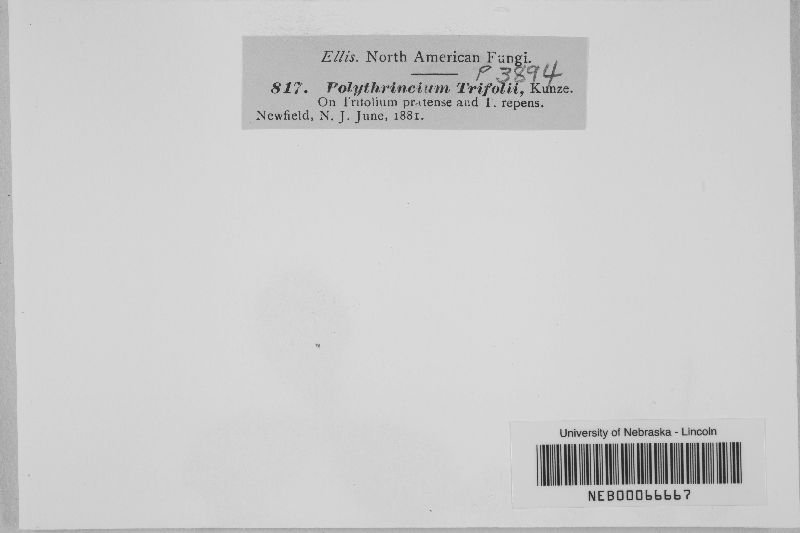 Ellis. North American Fungi.
P 3894
817. Polythrincium Trifolii, Kunze.
On Trifolium pratense and T. repens.
Newfield, N. J. June, 1881.
University of Nebraska - Lincoln
NEB00066667